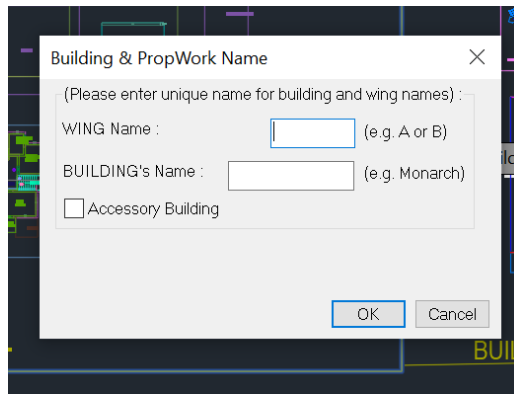 Building & PropWork Name
(Please enter unique name for building and wing names) :
WING Name : (e.g. A or B)
BUILDING's Name : (e.g. Monarch)
Accessory Building
OK Cancel